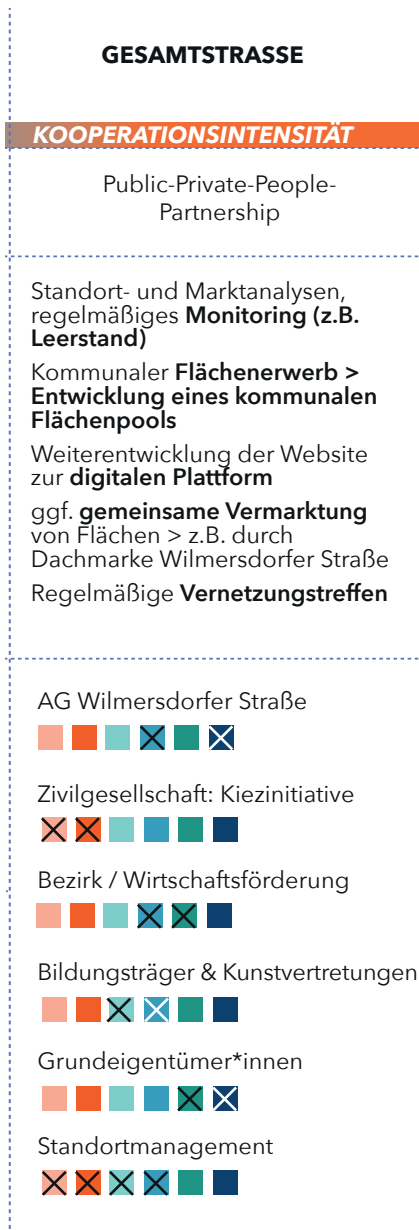 GESAMTSTRASSE
KOOPERATIONSINTENSITÄT
Public-Private-People-
Partnership
Standort- und Marktanalysen,
regelmäßiges Monitoring (z.B.
Leerstand)
Kommunaler Flächenerwerb >
Entwicklung eines kommunalen
Flächenpools
Weiterentwicklung der Website
zur digitalen Plattform
ggf. gemeinsame Vermarktung
von Flächen > z.B. durch
Dachmarke Wilmersdorfer Straße
Regelmäßige Vernetzungstreffen
AG Wilmersdorfer Straße
Zivilgesellschaft: Kiezinitiative
Bezirk / Wirtschaftsförderung
Bildungsträger & Kunstvertretungen
Grundeigentümer*innen
Standortmanagement